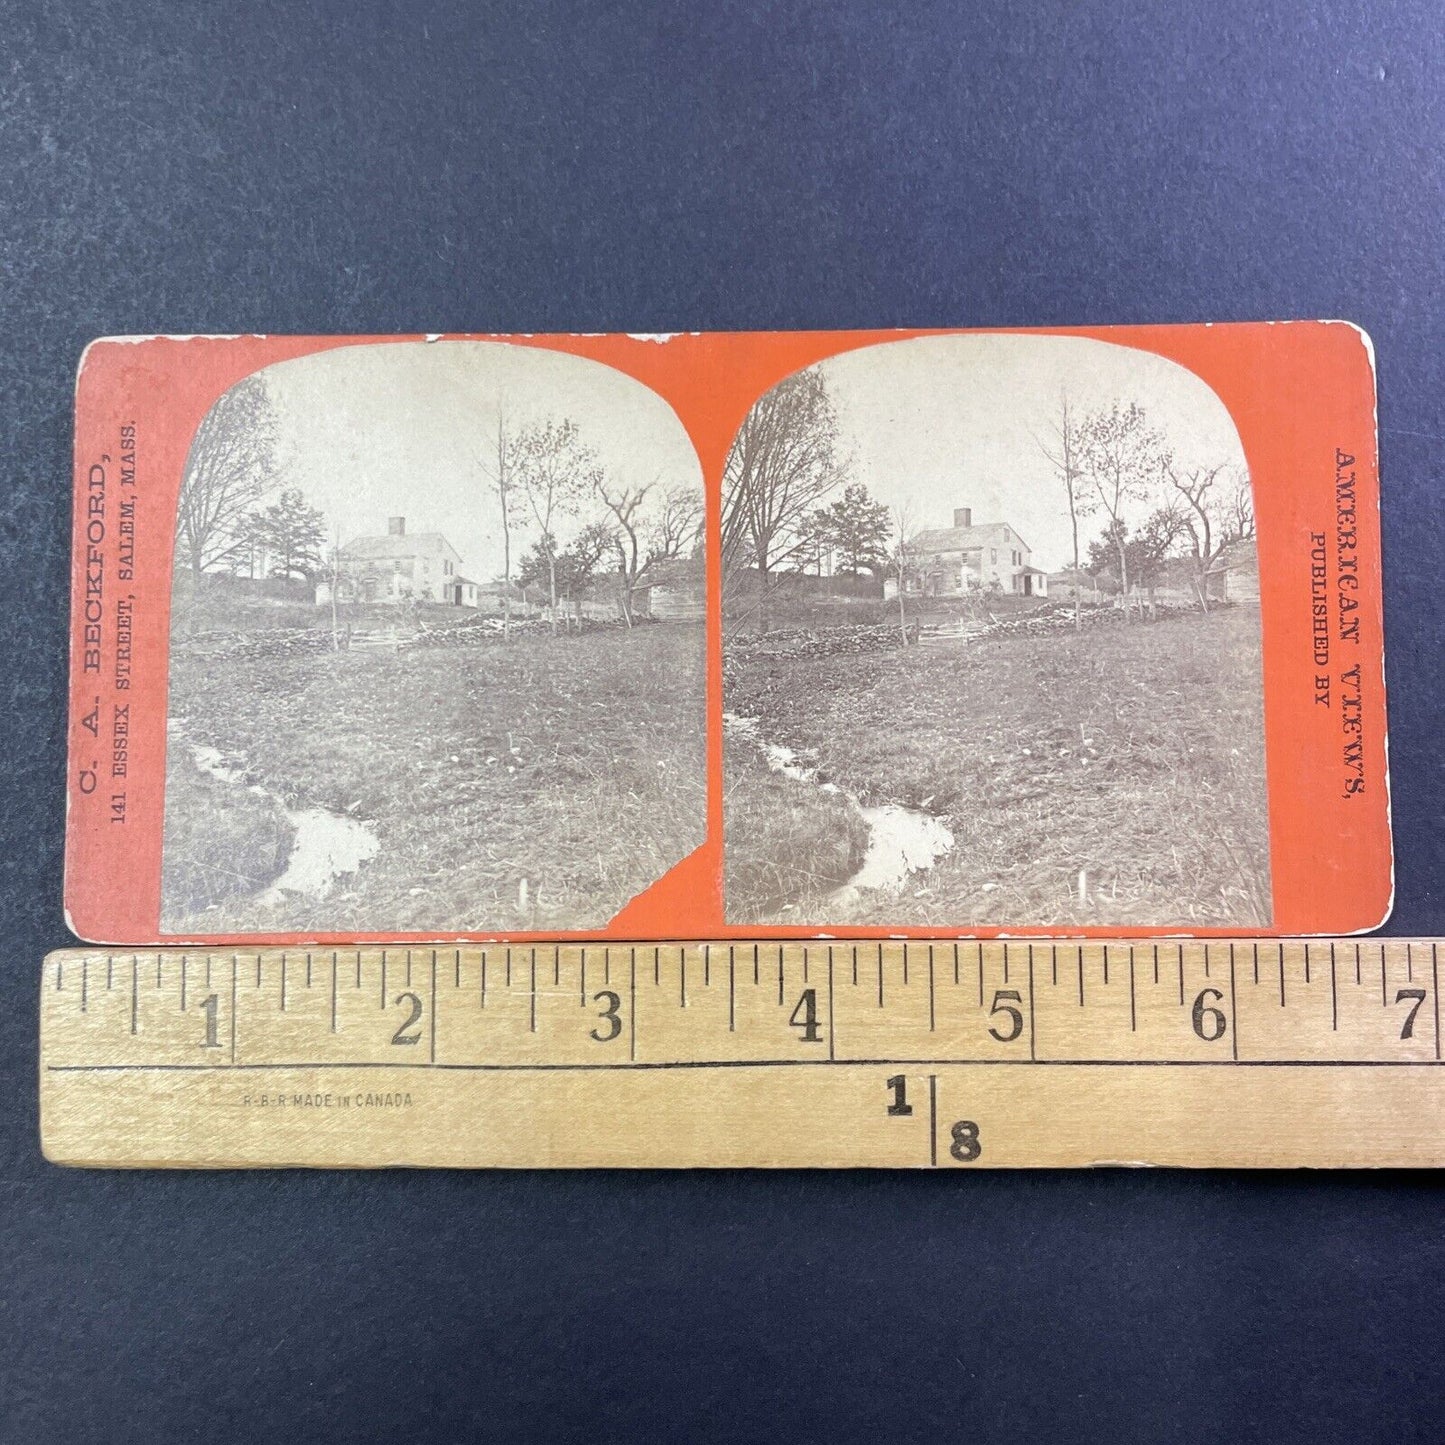 C. A. BECKFORD,
141 ESSEX STREET, SALEM, MASS.
AMERICAN VIEWS,
PUBLISHED BY
1 2 3 4 5 6 7
R-B-R MADE IN CANADA
1
8